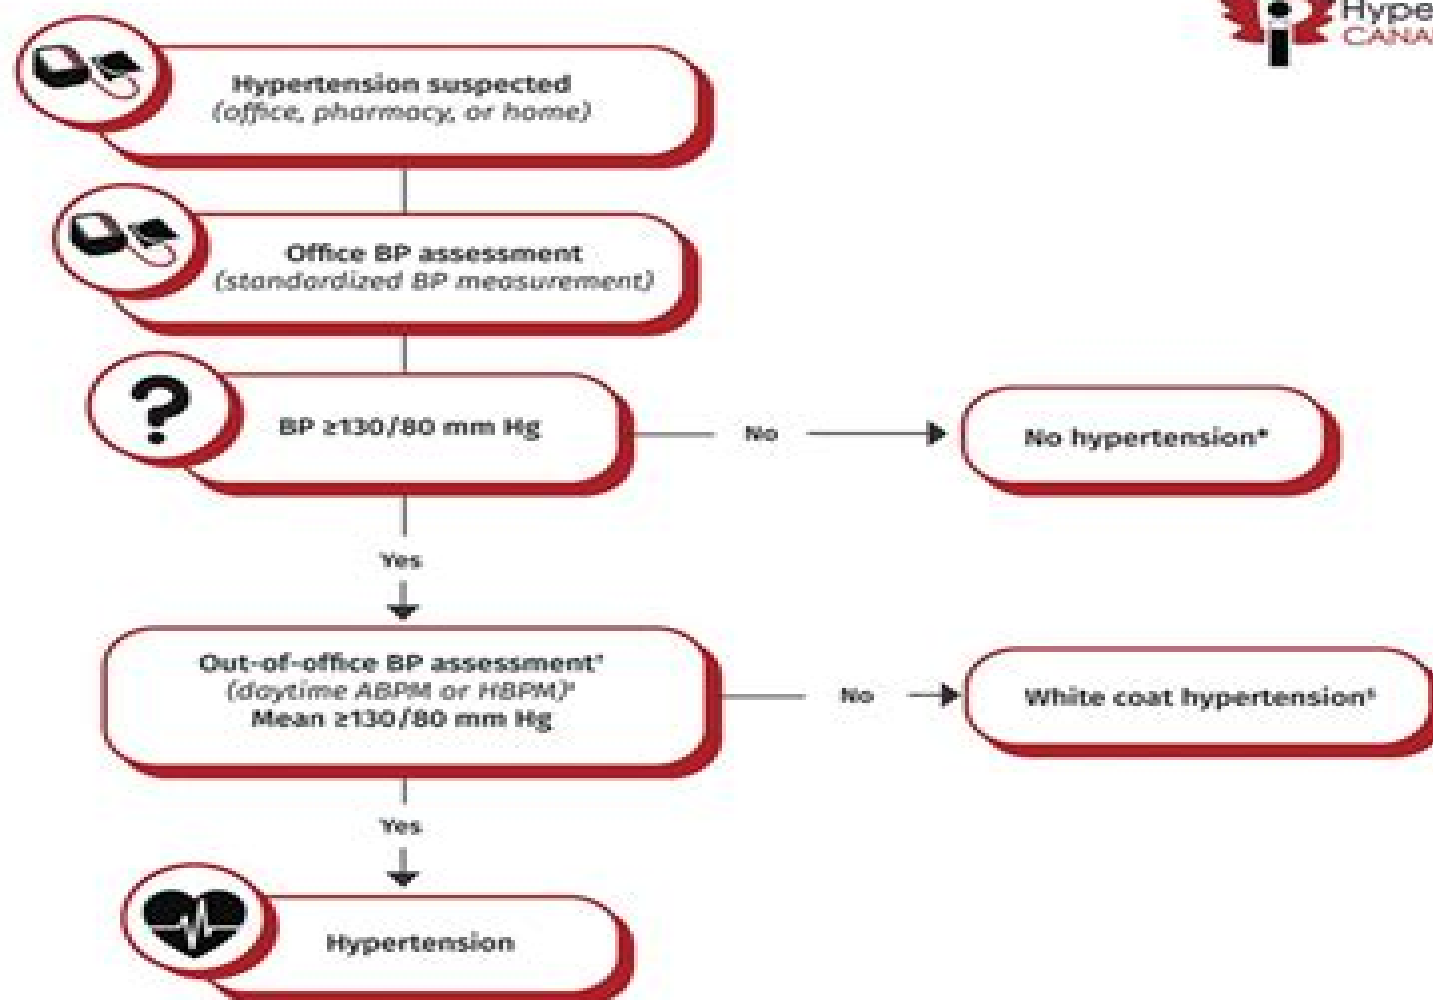 Hype
CANA
Hypertension suspected
(office, pharmacy, or home)
Office BP assessment
(standardized BP measurement)
?
BP ≥130/80 mm Hg
No
No hypertension*
Yes
Out-of-office BP assessment†
(daytime ABPM or HBPM)‡
Mean ≥130/80 mm Hg
No
White coat hypertension§
Yes
Hypertension